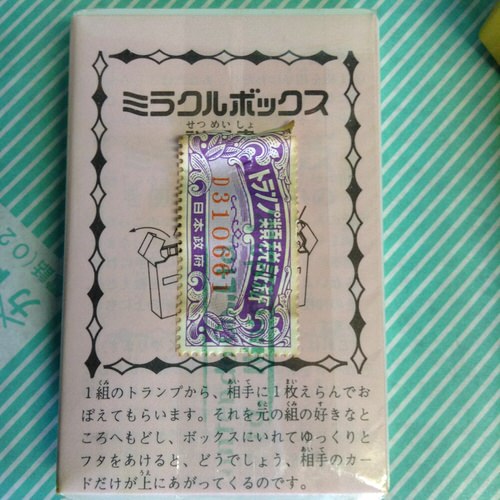 ミラクルボックス
せつ めい しょ
トランプ類税証紙
日本政府
D310661
1組のトランプから、相手に1枚えらんでお
ぼえてもらいます。それを元の組の好きなと
ころへもどし、ボックスにいれてゆっくりと
フタをあけると、どうでしょう、相手のカー
ドだけが上にあがってくるのです。